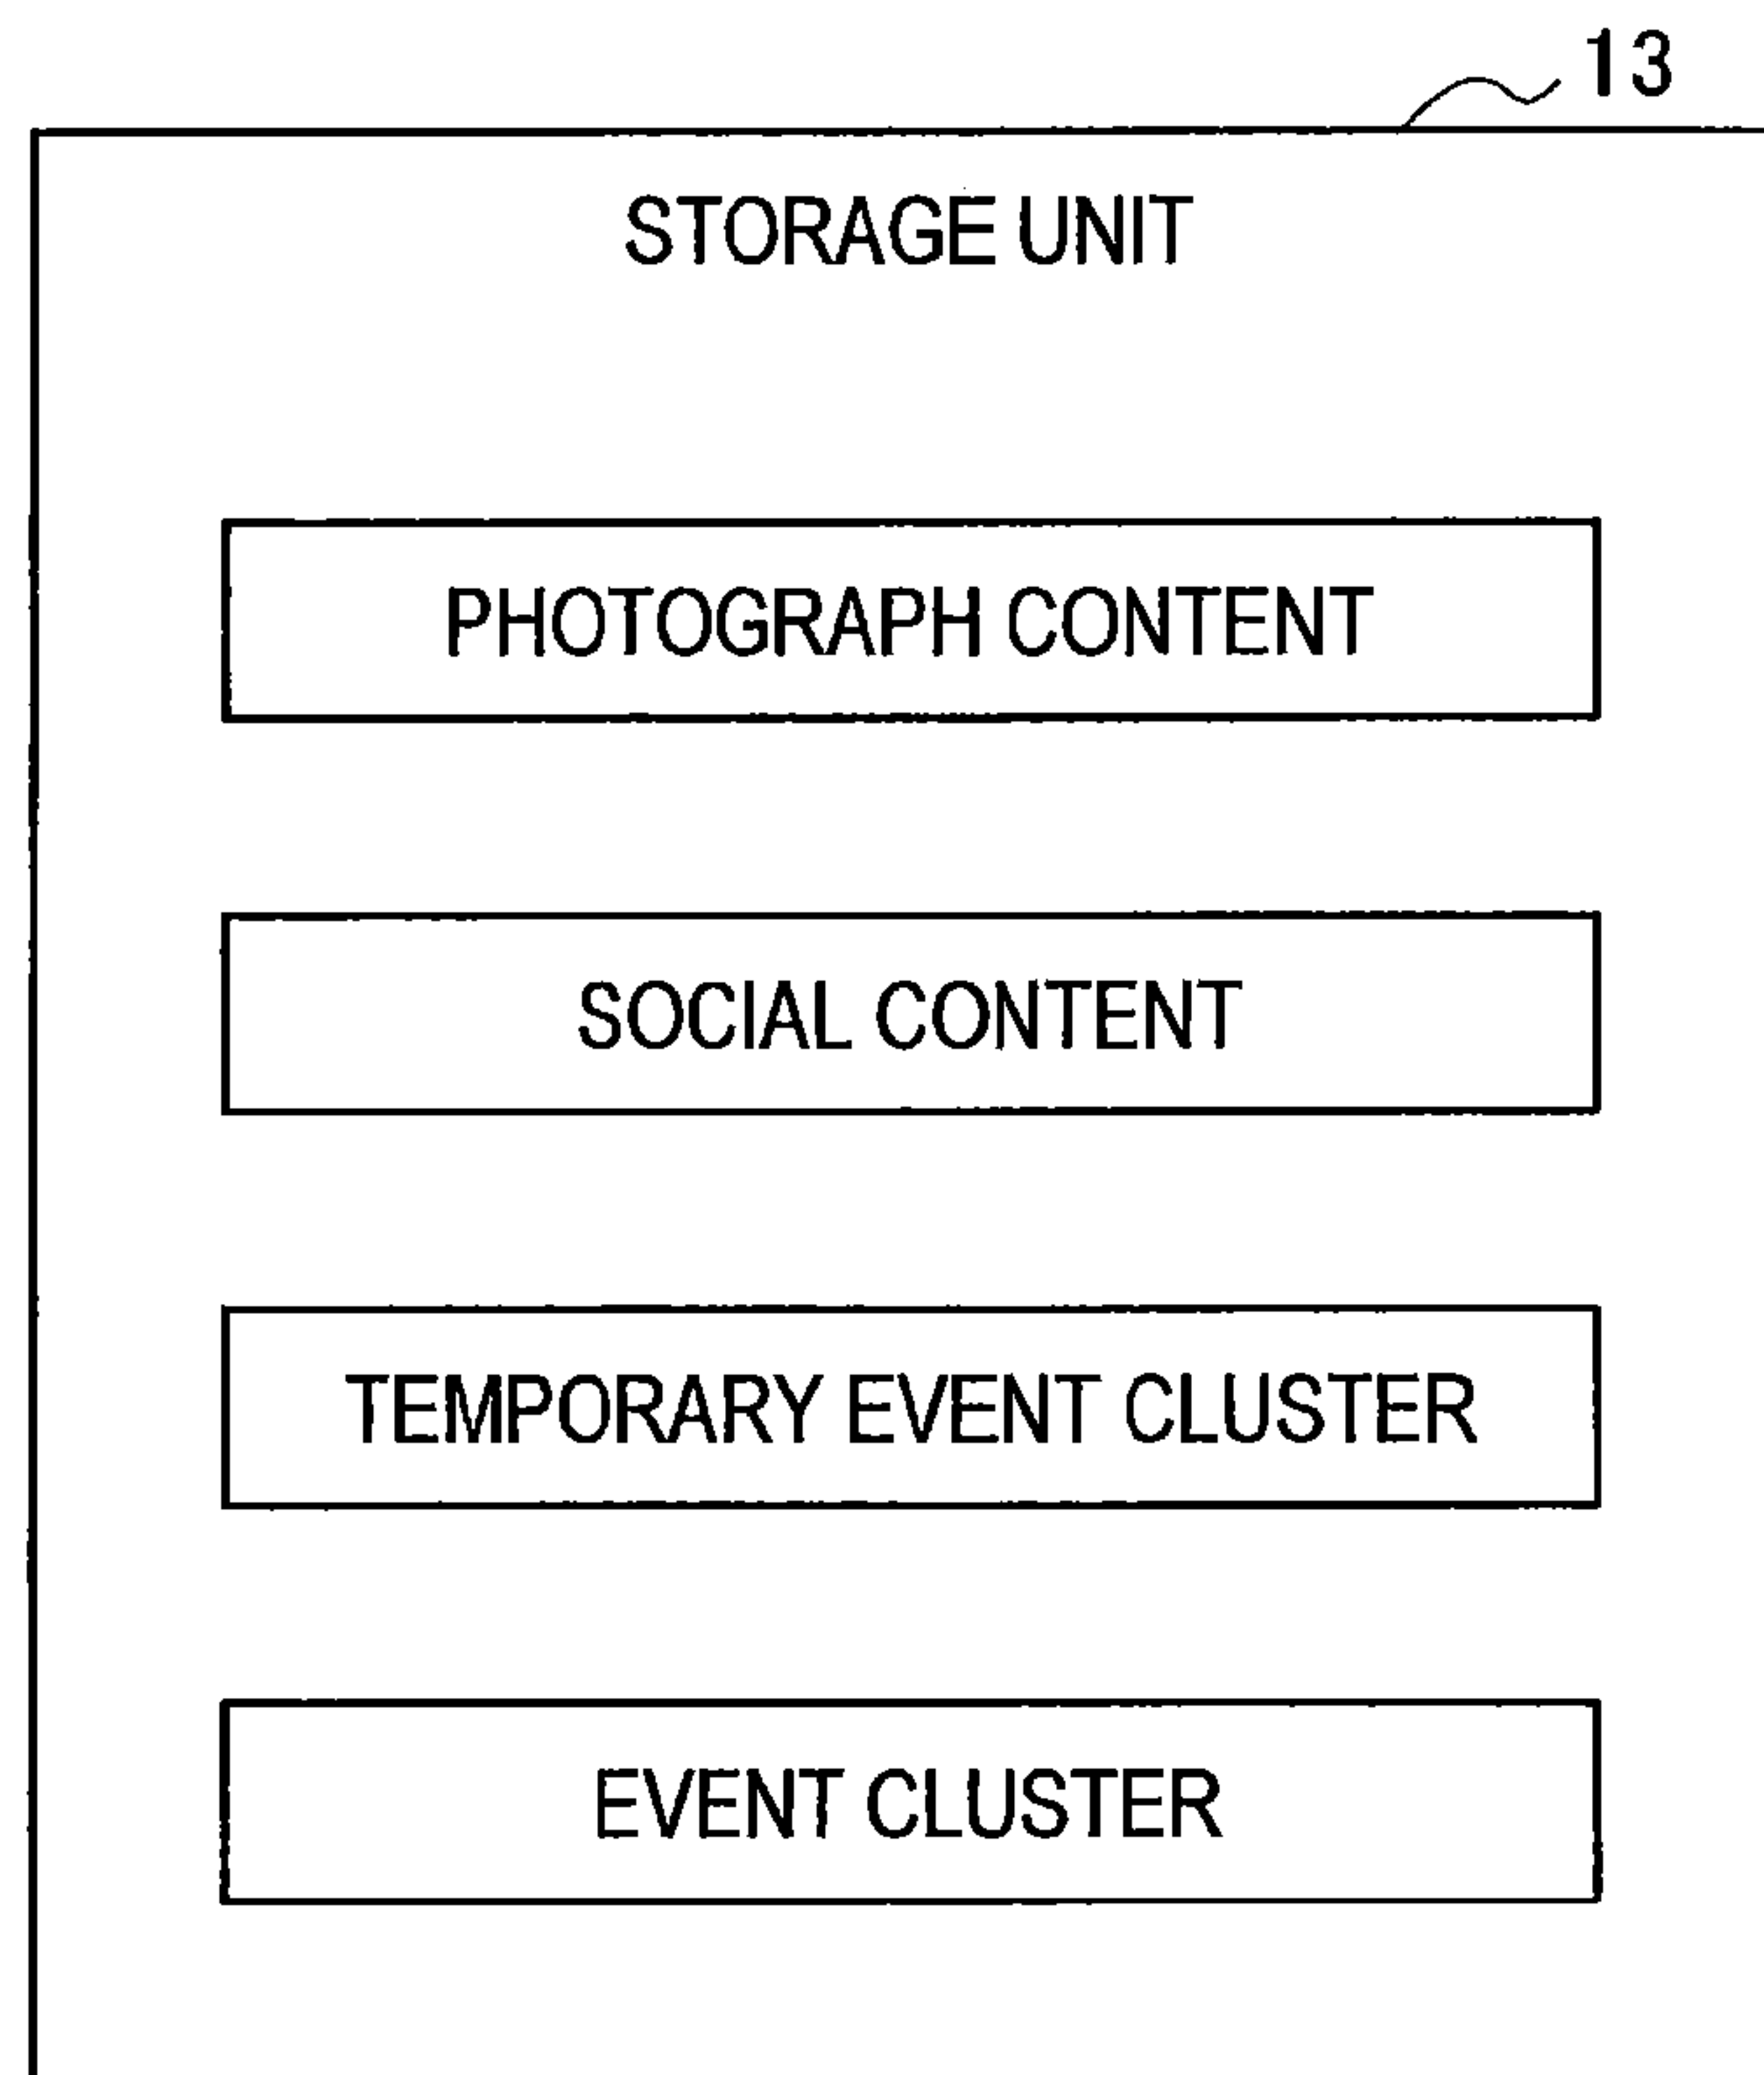 13
STORAGE UNIT
PHOTOGRAPH CONTENT
SOCIAL CONTENT
TEMPORARY EVENT CLUSTER
EVENT CLUSTER